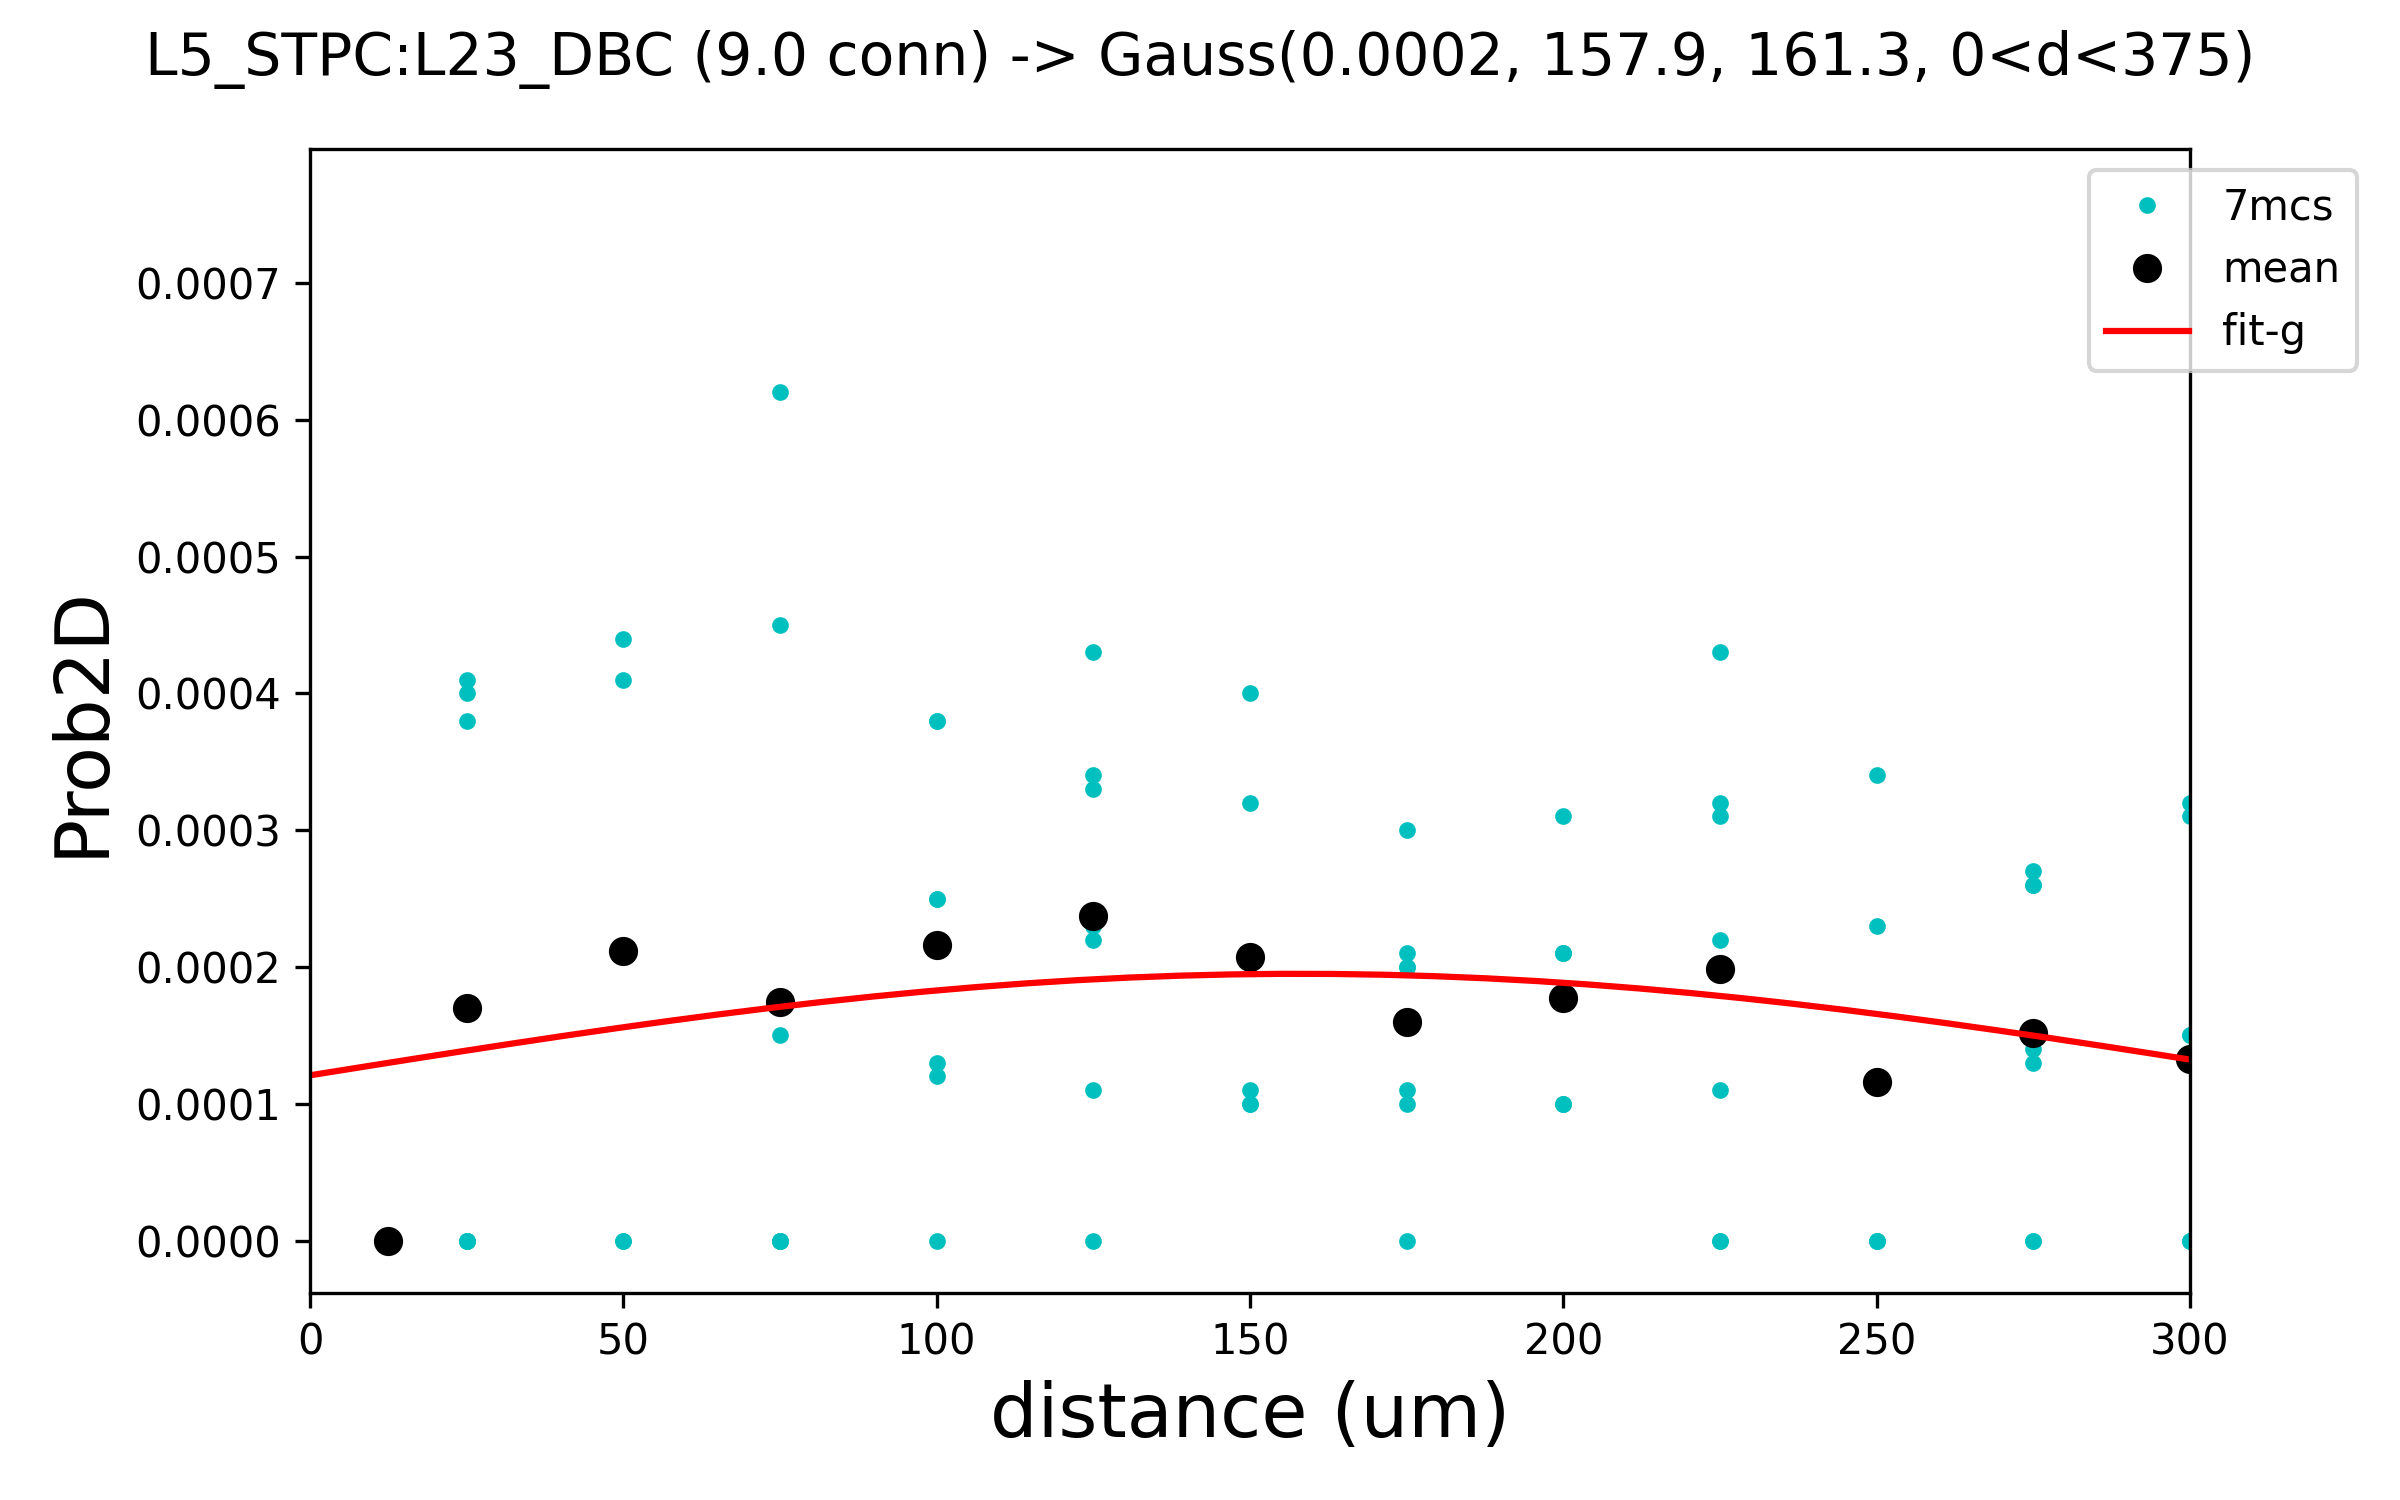 L5_STPC:L23_DBC (9.0 conn) -> Gauss(0.0002, 157.9, 161.3, 0<d<375)
7mcs
mean
fit-g
Prob2D
0.0007
0.0006
0.0005
0.0004
0.0003
0.0002
0.0001
0.0000
0 50 100 150 200 250 300
distance (um)